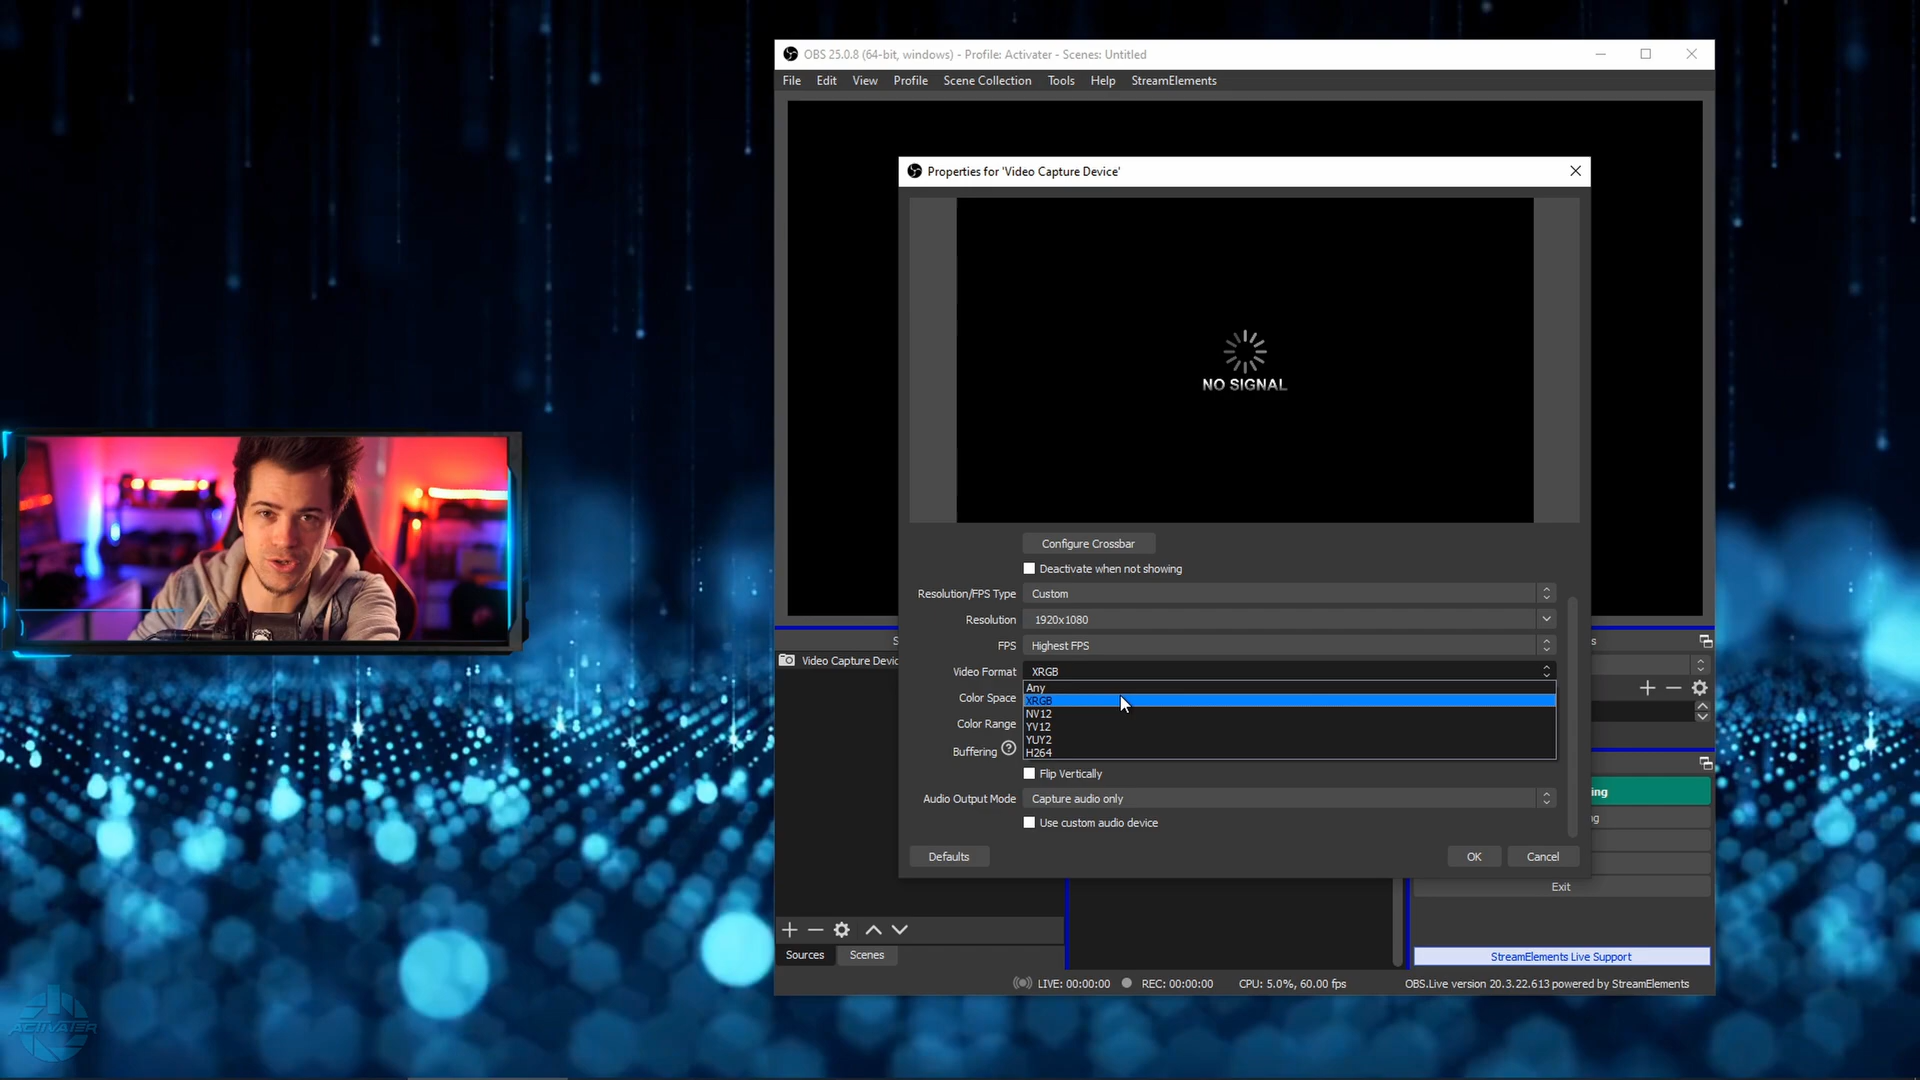 OBS 25.0.8 (64-bit, windows) - Profile: Activater - Scenes: Untitled
File Edit View Profile Scene Collection Tools Help StreamElements
Properties for 'Video Capture Device'
NO SIGNAL
Configure Crossbar
Deactivate when not showing
Resolution/FPS Type Custom
Resolution 1920x1080
FPS Highest FPS
Video Format XRGB
Any
Color Space
XRGB
NV12
Color Range
YV12
YUY2
Buffering ?
H264
Flip Vertically
Audio Output Mode Capture audio only
Use custom audio device
Defaults OK Cancel
S
s
Video Capture Devic
ing
g
Exit
Sources Scenes
StreamElements Live Support
LIVE: 00:00:00 REC: 00:00:00 CPU: 5.0%, 60.00 fps OBS.Live version 20.3.22.613 powered by StreamElements
ACTIVATER